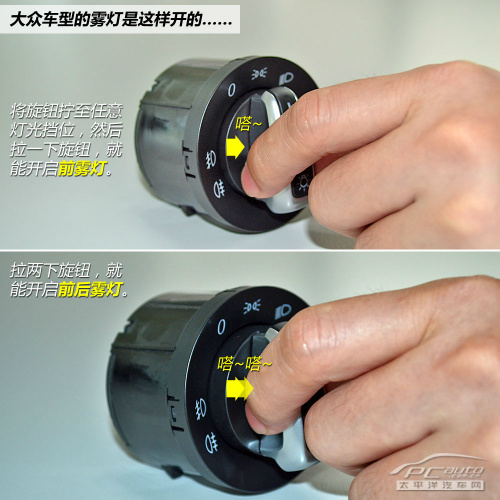 大众车型的雾灯是这样开的......
将旋钮拧至任意
灯光挡位，然后
拉一下旋钮，就
能开启前雾灯。
嗒~
0
拉两下旋钮，就
能开启前后雾灯。
嗒~嗒~
0
PCauto
太平洋汽车网